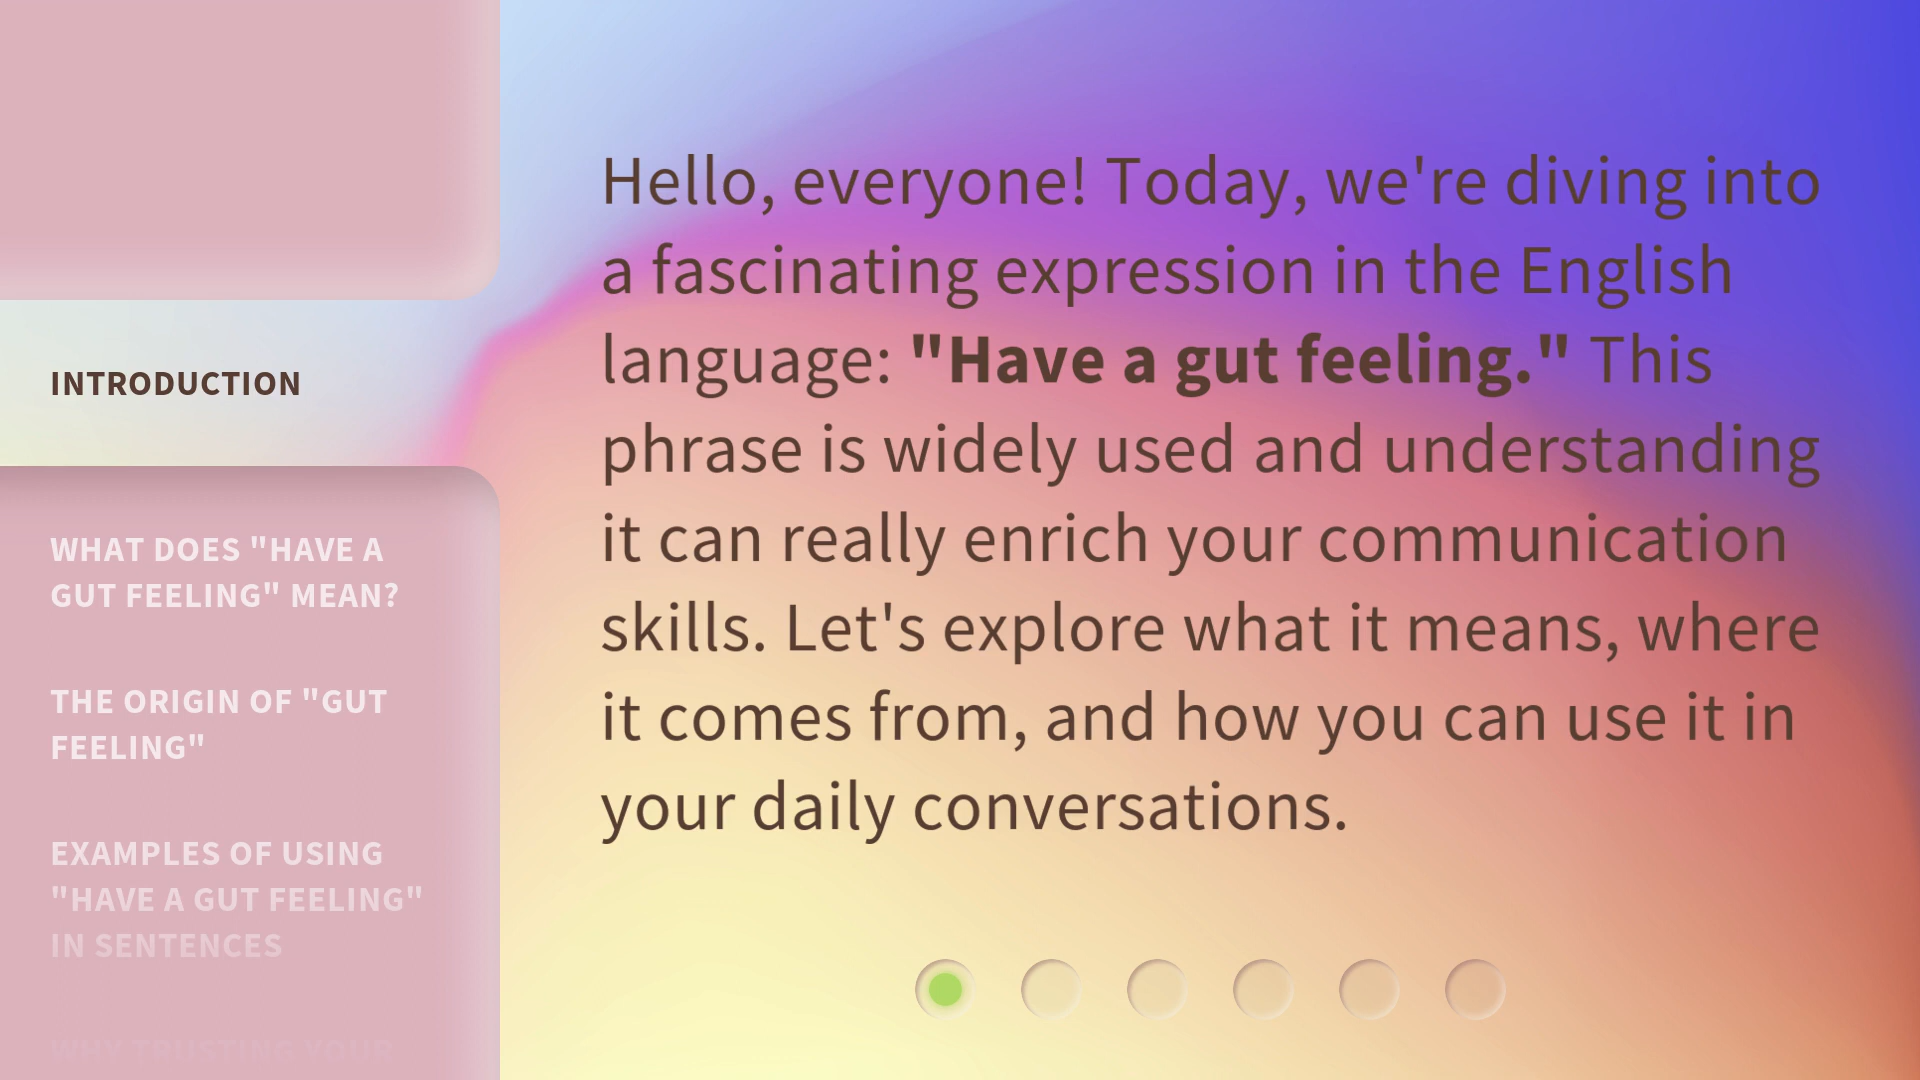 INTRODUCTION
WHAT DOES "HAVE A
GUT FEELING" MEAN?
THE ORIGIN OF "GUT
FEELING"
EXAMPLES OF USING
"HAVE A GUT FEELING"
IN SENTENCES
WHY TRUSTING YOUR
Hello, everyone! Today, we're diving into
a fascinating expression in the English
language: "Have a gut feeling." This
phrase is widely used and understanding
it can really enrich your communication
skills. Let's explore what it means, where
it comes from, and how you can use it in
your daily conversations.